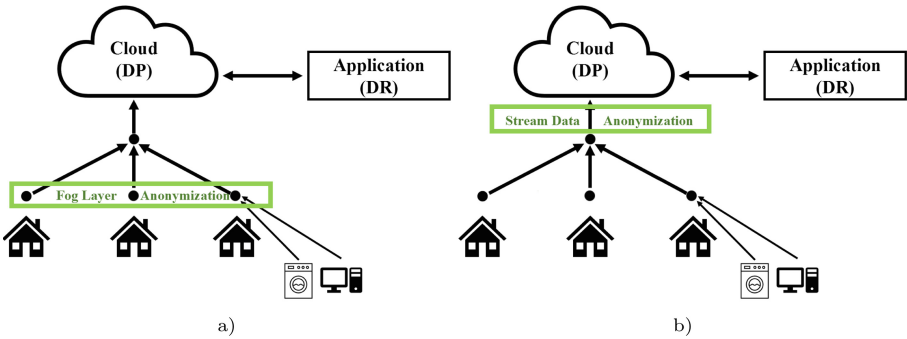 Cloud
(DP)
Application
(DR)
Fog Layer Anonymization
a)
Cloud
(DP)
Application
(DR)
Stream Data Anonymization
b)